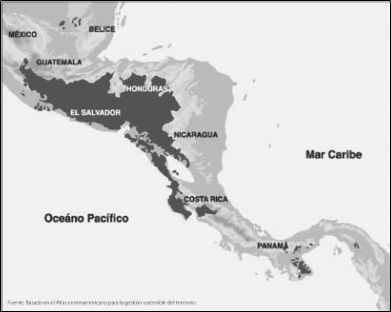 BELICE
MÉXICO
GUATEMALA
HONDURAS
EL SALVADOR
NICARAGUA
Mar Caribe
COSTA RICA
Oceáno Pacífico
PANAMÁ
Fuente: Basado en el Atlas centroamericano para la gestión sostenible del territorio